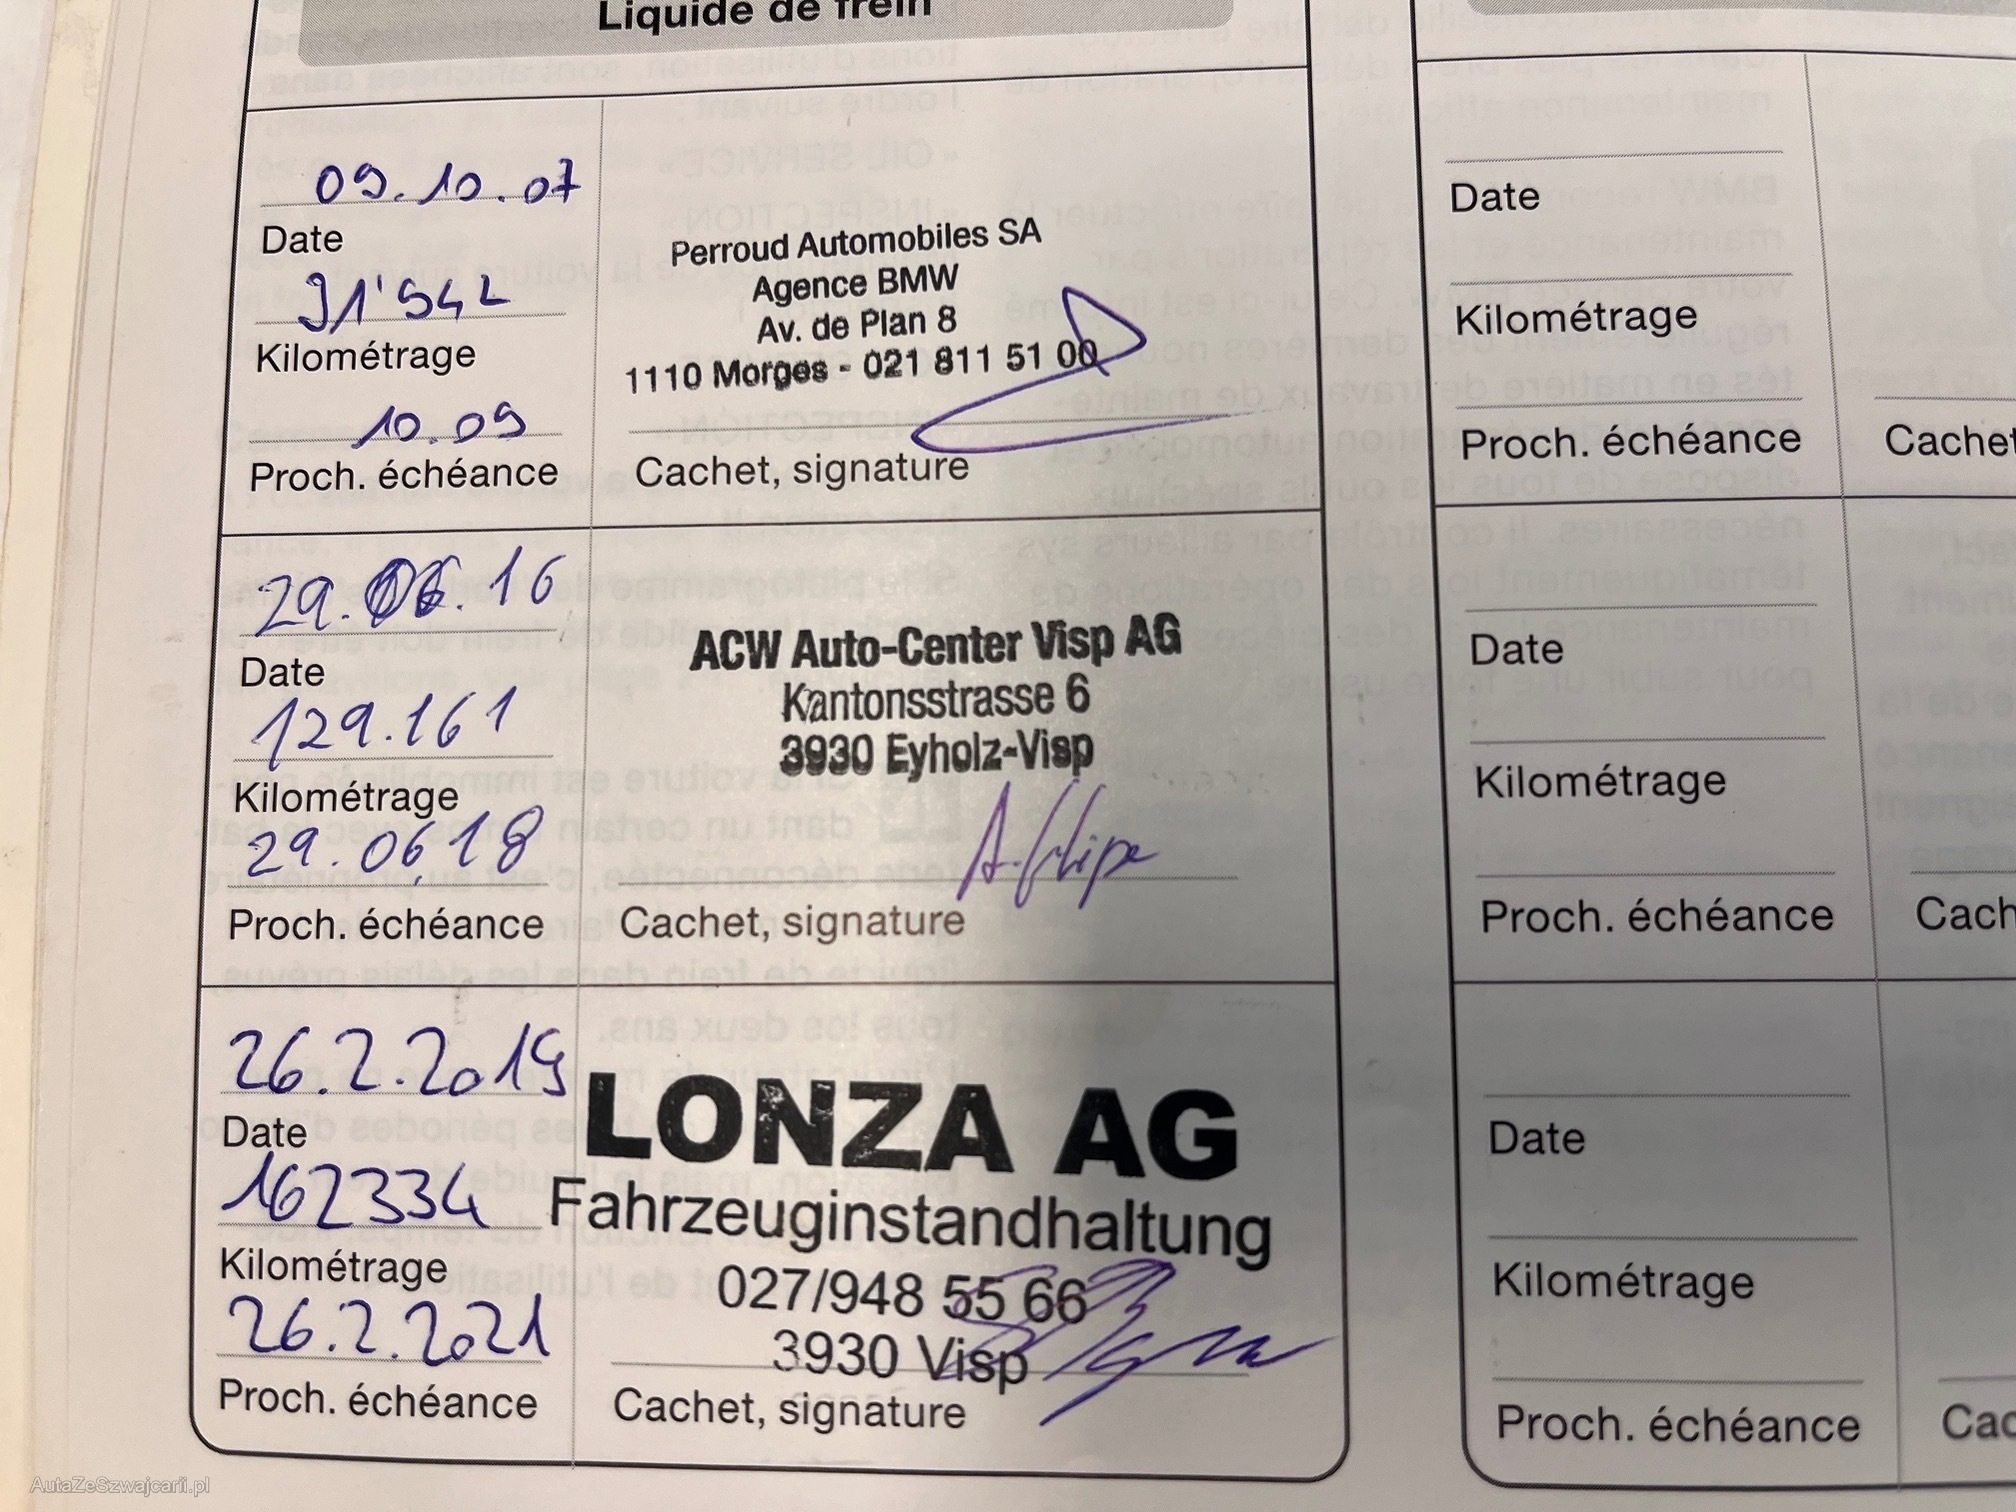 Liquide de frein
09.10.07
Date
91'942
Kilométrage
10.09
Proch. échéance
Perroud Automobiles SA
Agence BMW
Av. de Plan 8
1110 Morges - 021 811 51 00
Cachet, signature
29.06.16
Date
129.161
Kilométrage
29.06.18
Proch. échéance
ACW Auto-Center Visp AG
Kantonsstrasse 6
3930 Eyholz-Visp
Cachet, signature
26.2.2019
Date
162334
Kilométrage
26.2.2021
Proch. échéance
LONZA AG
Fahrzeuginstandhaltung
027/948 55 66
3930 Visp
Cachet, signature
Date
Kilométrage
Proch. échéance
Cachet
Date
Kilométrage
Proch. échéance
Cach
Date
Kilométrage
Proch. échéance
Cac
AutaZeSzwajcarii.pl